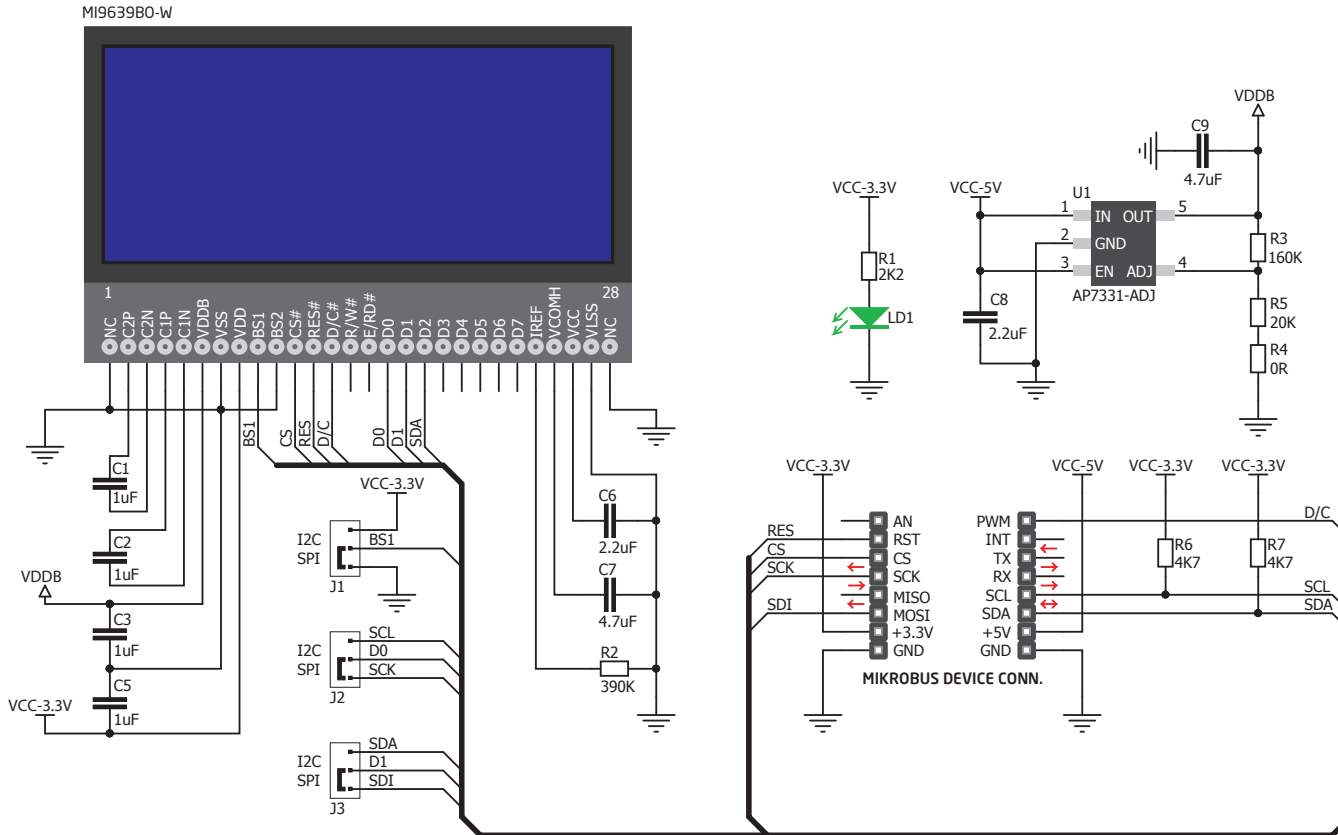 MI9639BO-W
1
28
NC
C2P
C2N
C1P
C1N
VDDB
VSS
VDD
BS1
BS2
CS#
RES#
D/C#
R/W#
E/RD#
D0
D1
D2
D3
D4
D5
D6
D7
IREF
VCOMH
VCC
VLSS
NC
BS1
CS
RES
D/C
D0
D1
SDA
C1
1uF
C2
1uF
VDDB
C3
1uF
C5
1uF
VCC-3.3V
VCC-3.3V
I2C
SPI
BS1
J1
I2C
SPI
SCL
D0
SCK
J2
I2C
SPI
SDA
D1
SDI
J3
C6
2.2uF
C7
4.7uF
R2
390K
VCC-3.3V
R1
2K2
LD1
VCC-5V
U1
1
2
3
IN
OUT
GND
EN
ADJ
5
4
AP7331-ADJ
C8
2.2uF
C9
4.7uF
VDDB
R3
160K
R5
20K
R4
0R
VCC-3.3V
VCC-5V
VCC-3.3V
VCC-3.3V
RES
CS
SCK
SDI
AN
RST
CS
SCK
MISO
MOSI
+3.3V
GND
PWM
INT
TX
RX
SCL
SDA
+5V
GND
R6
4K7
R7
4K7
D/C
SCL
SDA
MIKROBUS DEVICE CONN.